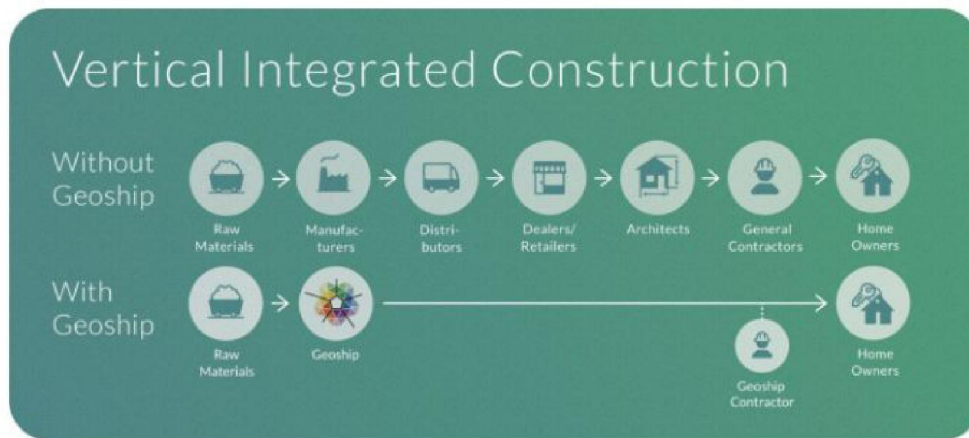 Vertical Integrated Construction
Without
Geoship
Raw
Materials
Manufac-
turers
Distri-
butors
Dealers/
Retailers
Architects
General
Contractors
Home
Owners
With
Geoship
Raw
Materials
Geoship
Geoship
Contractor
Home
Owners